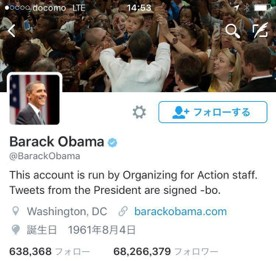 docomo LTE 14:53
フォローする
Barack Obama
@BarackObama
This account is run by Organizing for Action staff.
Tweets from the President are signed -bo.
Washington, DC barackobama.com
誕生日 1961年8月4日
638,368 フォロー 68,266,379 フォロワー